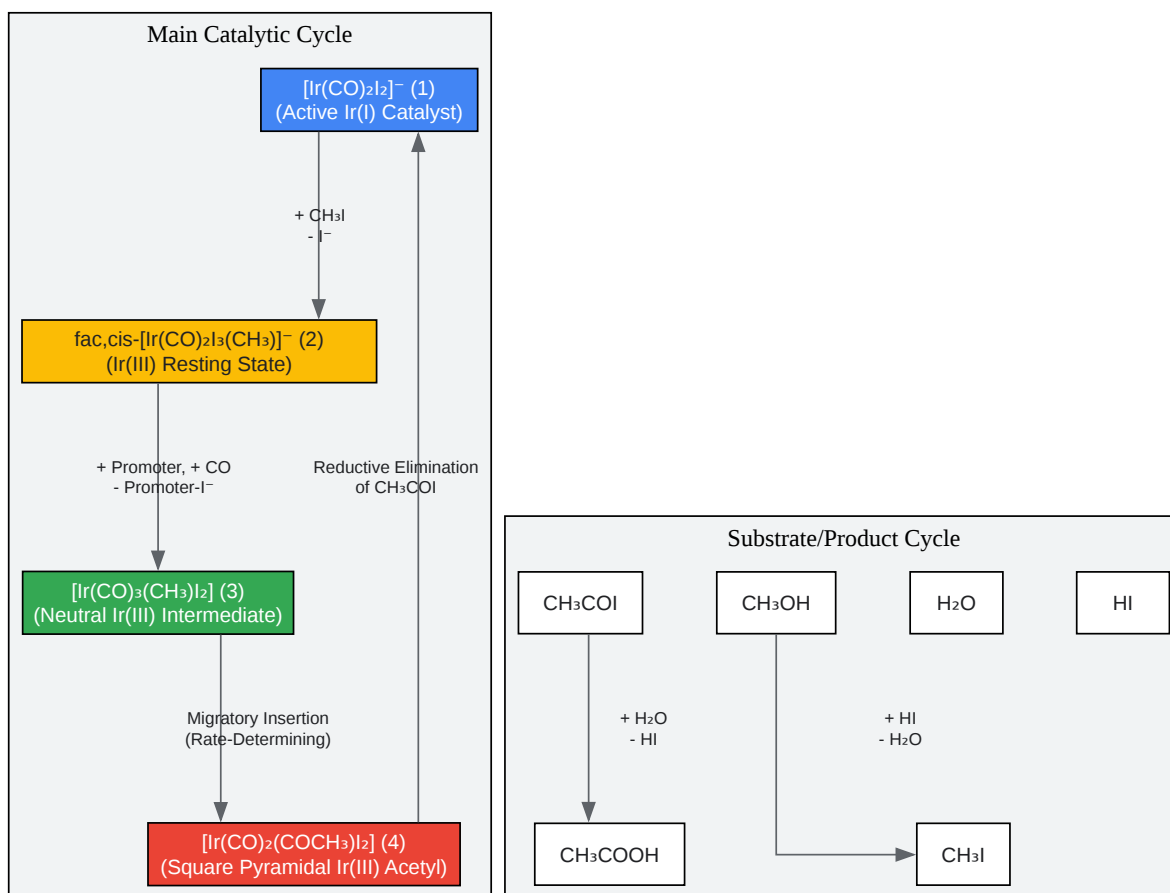 Main Catalytic Cycle
[Ir(CO)₂I₂]⁻ (1)
(Active Ir(I) Catalyst)
+ CH₃I
- I⁻
fac,cis-[Ir(CO)₂I₃(CH₃)]⁻ (2)
(Ir(III) Resting State)
+ Promoter, + CO
- Promoter-I⁻
Reductive Elimination
of CH₃COI
[Ir(CO)₃(CH₃)I₂] (3)
(Neutral Ir(III) Intermediate)
Migratory Insertion
(Rate-Determining)
[Ir(CO)₂(COCH₃)I₂] (4)
(Square Pyramidal Ir(III) Acetyl)
Substrate/Product Cycle
CH₃COI
CH₃OH
H₂O
HI
+ H₂O
- HI
+ HI
- H₂O
CH₃COOH
CH₃I